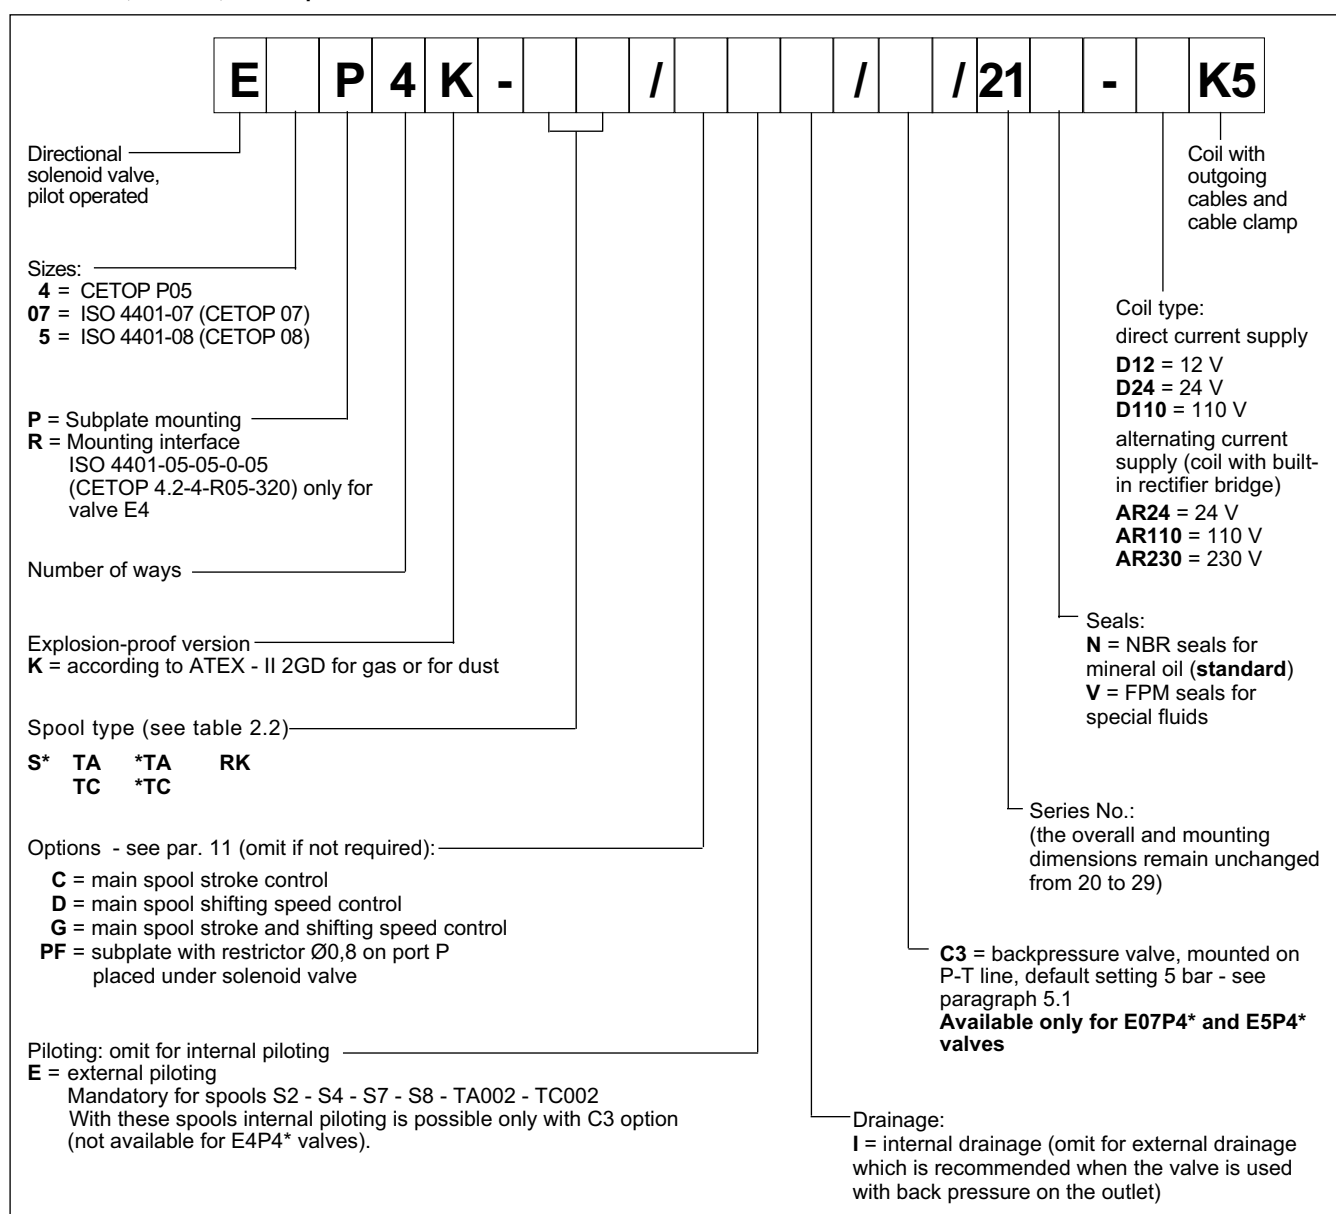 E P 4 K - / / / 21 - K5
Directional
solenoid valve,
pilot operated
Coil with
outgoing
cables and
cable clamp
Sizes:
4 = CETOP P05
07 = ISO 4401-07 (CETOP 07)
5 = ISO 4401-08 (CETOP 08)
Coil type:
direct current supply
D12 = 12 V
D24 = 24 V
D110 = 110 V
alternating current
supply (coil with built-
in rectifier bridge)
AR24 = 24 V
AR110 = 110 V
AR230 = 230 V
P = Subplate mounting
R = Mounting interface
ISO 4401-05-05-0-05
(CETOP 4.2-4-R05-320) only for
valve E4
Number of ways
Explosion-proof version
K = according to ATEX - II 2GD for gas or for dust
Seals:
N = NBR seals for
mineral oil (standard)
V = FPM seals for
special fluids
Spool type (see table 2.2)
S* TA *TA RK
TC *TC
Series No.:
(the overall and mounting
dimensions remain unchanged
from 20 to 29)
Options - see par. 11 (omit if not required):
C = main spool stroke control
D = main spool shifting speed control
G = main spool stroke and shifting speed control
PF = subplate with restrictor Ø0,8 on port P
placed under solenoid valve
C3 = backpressure valve, mounted on
P-T line, default setting 5 bar - see
paragraph 5.1
Available only for E07P4* and E5P4*
valves
Piloting: omit for internal piloting
E = external piloting
Mandatory for spools S2 - S4 - S7 - S8 - TA002 - TC002
With these spools internal piloting is possible only with C3 option
(not available for E4P4* valves).
Drainage:
I = internal drainage (omit for external drainage
which is recommended when the valve is used
with back pressure on the outlet)